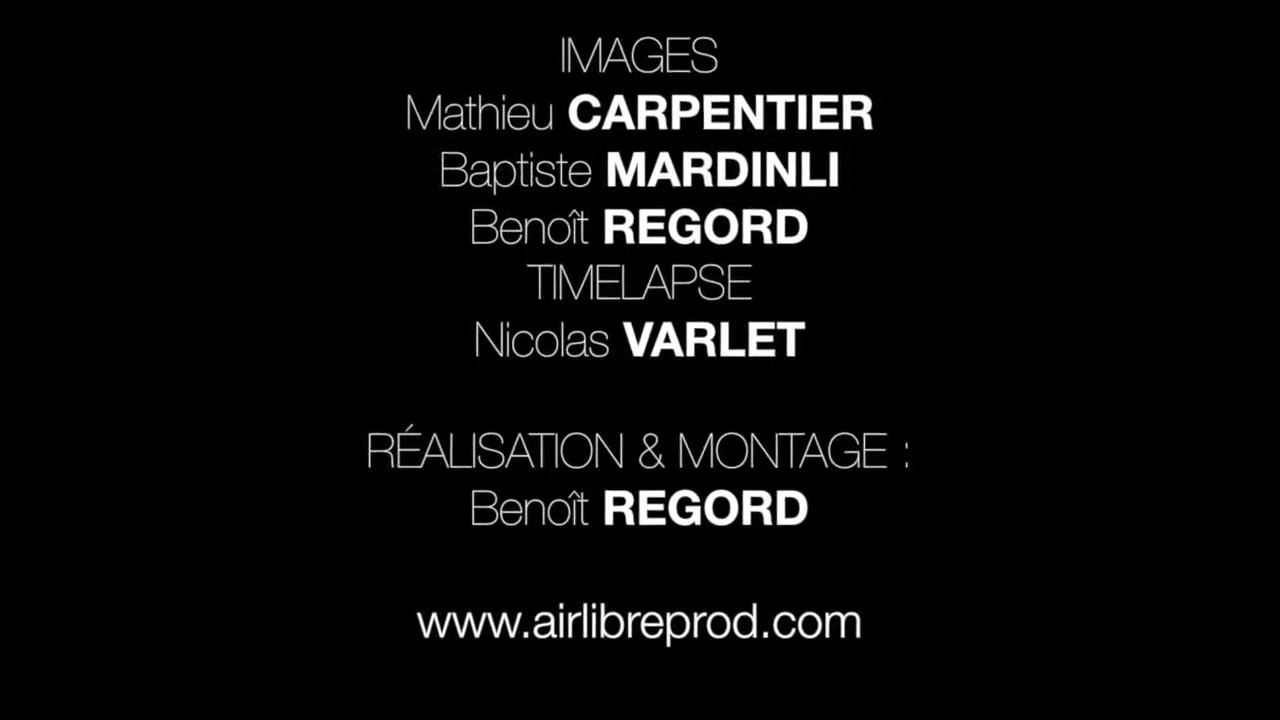 IMAGES
Mathieu CARPENTIER
Baptiste MARDINLI
Benoît REGORD
TIMELAPSE
Nicolas VARLET
RÉALISATION & MONTAGE :
Benoît REGORD
www.airlibreprod.com